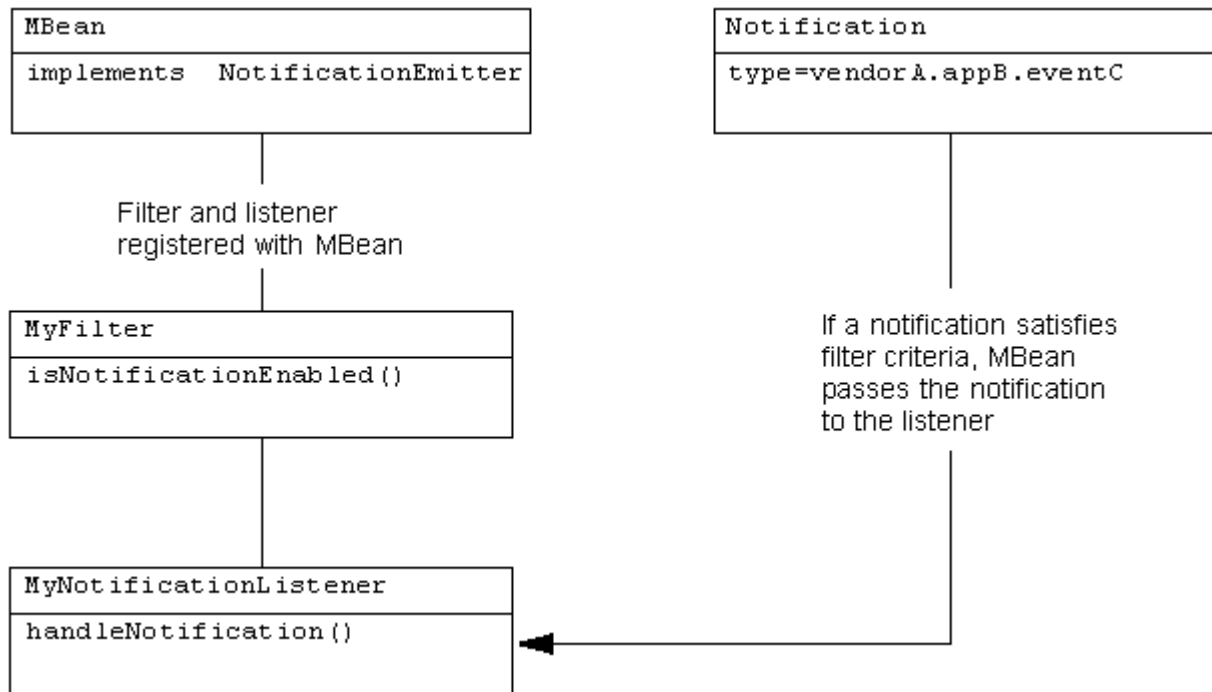 MBean
implements NotificationEmitter
Notification
type=vendorA.appB.eventC
Filter and listener
registered with MBean
MyFilter
isNotificationEnabled()
If a notification satisfies
filter criteria, MBean
passes the notification
to the listener
MyNotificationListener
handleNotification()